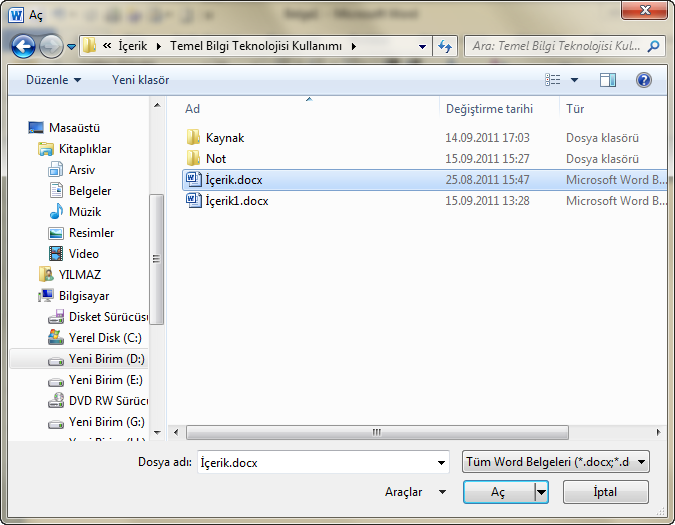 Aç
Belge1 - Microsoft Word
« İçerik Temel Bilgi Teknolojisi Kullanımı
Ara: Temel Bilgi Teknolojisi Kul...
Düzenle Yeni klasör
Ad Değiştirme tarihi Tür
Masaüstü
Kitaplıklar
Arsiv
Belgeler
Müzik
Resimler
Video
YILMAZ
Bilgisayar
Disket Sürücüsü
Yerel Disk (C:)
Yeni Birim (D:)
Yeni Birim (E:)
DVD RW Sürücü
Yeni Birim (G:)
Kaynak 14.09.2011 17:03 Dosya klasörü
Not 15.09.2011 15:27 Dosya klasörü
İçerik.docx 25.08.2011 15:47 Microsoft Word B...
İçerik1.docx 15.09.2011 13:28 Microsoft Word B...
Dosya adı: İçerik.docx Tüm Word Belgeleri (*.docx;*.d
Araçlar Aç İptal